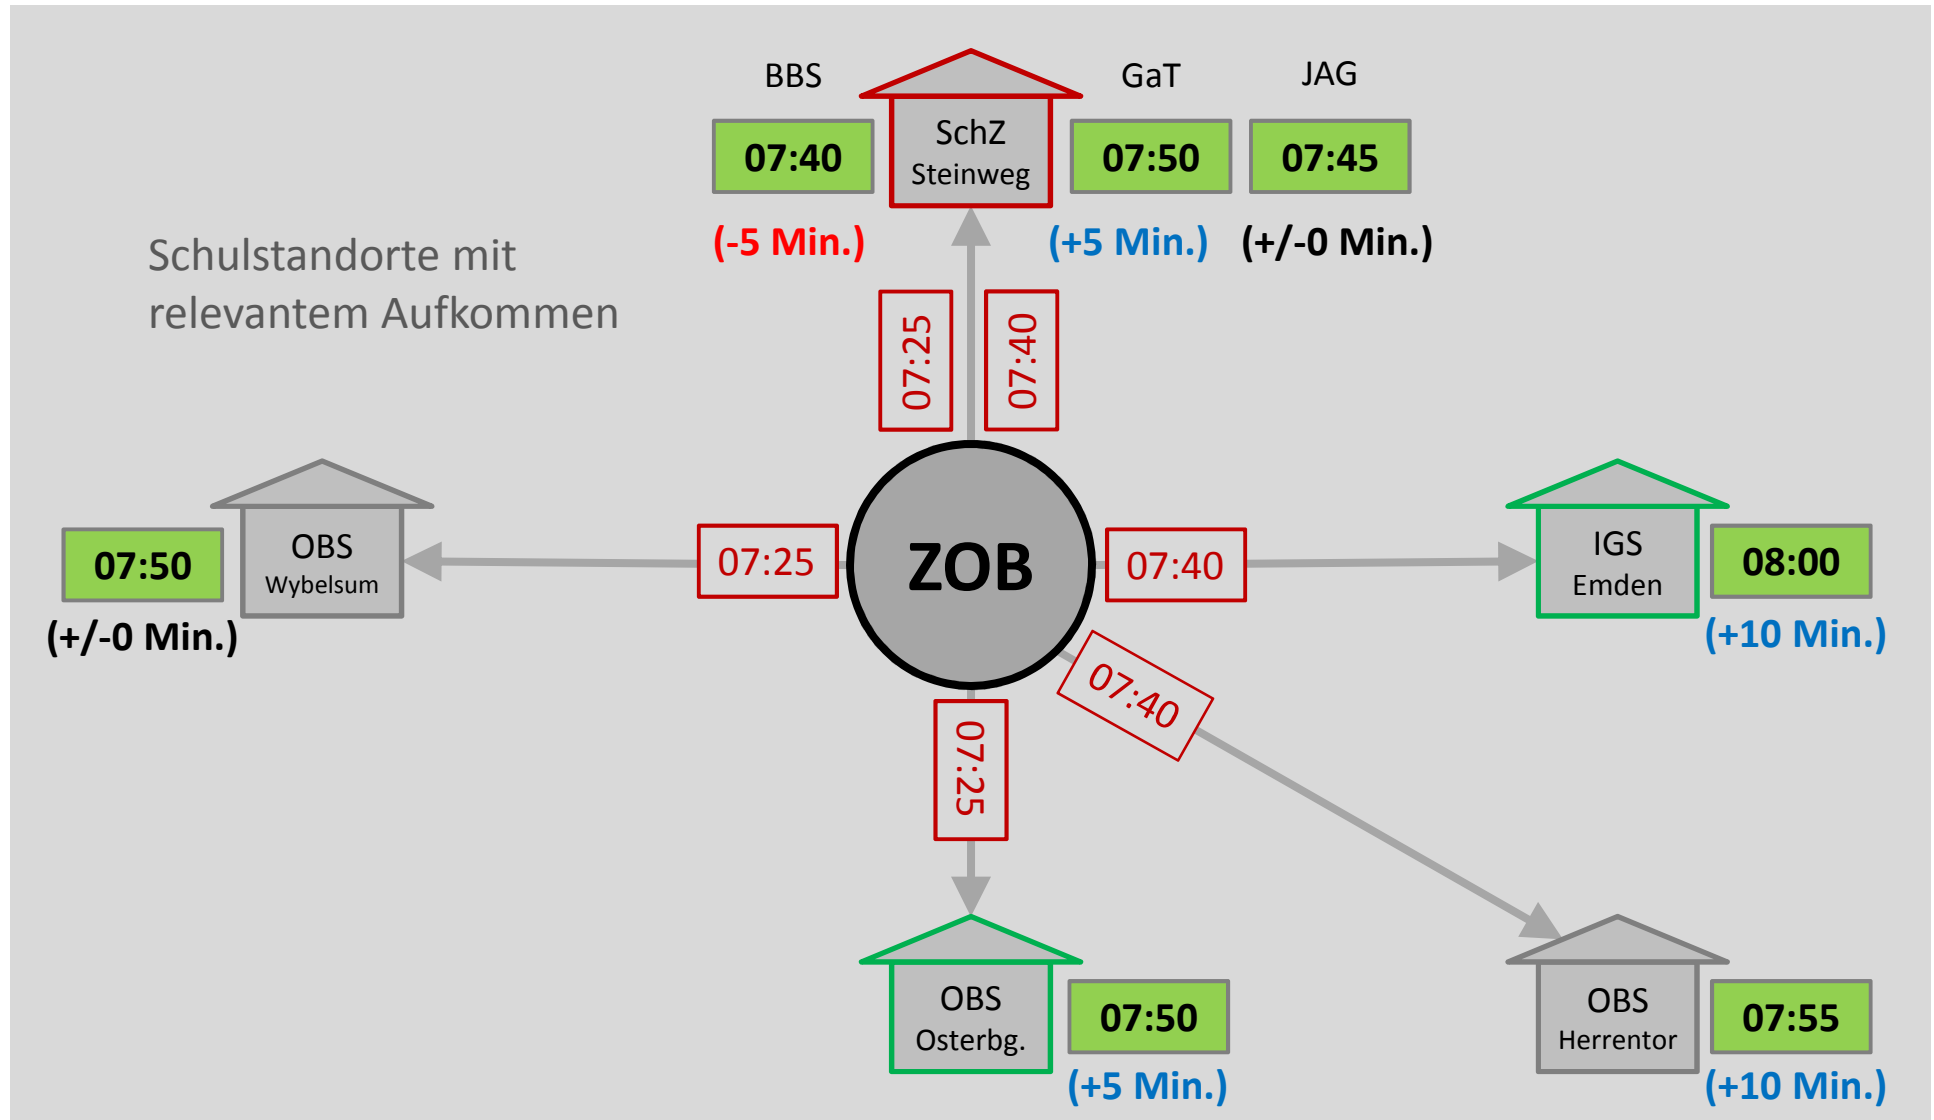 BBS
GaT
JAG
07:40
SchZ
Steinweg
07:50
07:45
(-5 Min.)
(+5 Min.)
(+/-0 Min.)
Schulstandorte mit
relevantem Aufkommen
07:25
07:40
OBS
Wybelsum
07:50
(+/-0 Min.)
07:25
ZOB
07:40
IGS
Emden
08:00
(+10 Min.)
07:40
07:25
OBS
Osterbg.
07:50
(+5 Min.)
OBS
Herrentor
07:55
(+10 Min.)